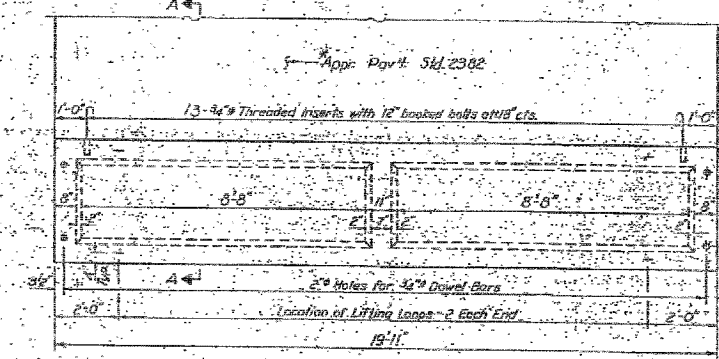 A
Appr. Pav't. Std. 2382
1'-0"
13-¾"⌀ Threaded Inserts with 12" hooked bolts at 18" cts.
1'-0"
8"
8'-8"
11"
8'-8"
8"
2"
2"
2"
2"
A
3½"
2"⌀ Holes for ¾"⌀ Dowel Bars
2'-0"
Location of Lifting Loops - 2 Each End
2'-0"
19'-11"